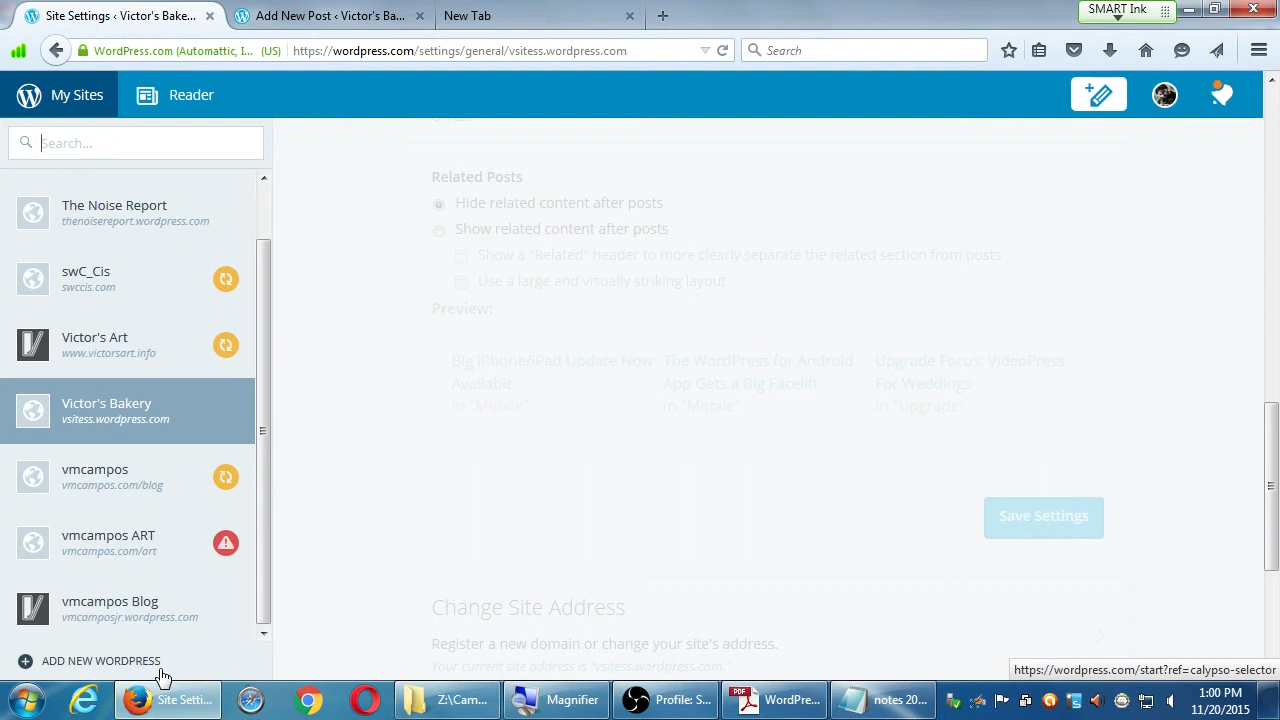 Site Settings ‹ Victor's Bake...
Add New Post ‹ Victor's Ba...
New Tab
SMART Ink
WordPress.com (Automattic, I... (US)
https://wordpress.com/settings/general/vsitess.wordpress.com
Search
My Sites
Reader
Search...
The Noise Report
thenoisereport.wordpress.com
swC_Cis
swccis.com
Victor's Art
www.victorsart.info
Victor's Bakery
vsitess.wordpress.com
vmcampos
vmcampos.com/blog
vmcampos ART
vmcampos.com/art
vmcampos Blog
vmcamposjr.wordpress.com
ADD NEW WORDPRESS
Related Posts
Hide related content after posts
Show related content after posts
Show a "Related" header to more clearly separate the related section from posts
Use a large and visually striking layout
Preview:
Big iPhone/iPad Update Now Available
In "Mobile"
The WordPress for Android App Gets a Big Facelift
In "Mobile"
Upgrade Focus: VideoPress For Weddings
In "Upgrade"
Save Settings
Change Site Address
Register a new domain or change your site's address.
Your current site address is "vsitess.wordpress.com."
https://wordpress.com/start?ref=calypso-selector
Site Setti...
Z:\Cam...
Magnifier
Profile: S...
PDF
WordPre...
notes 20...
1:00 PM
11/20/2015